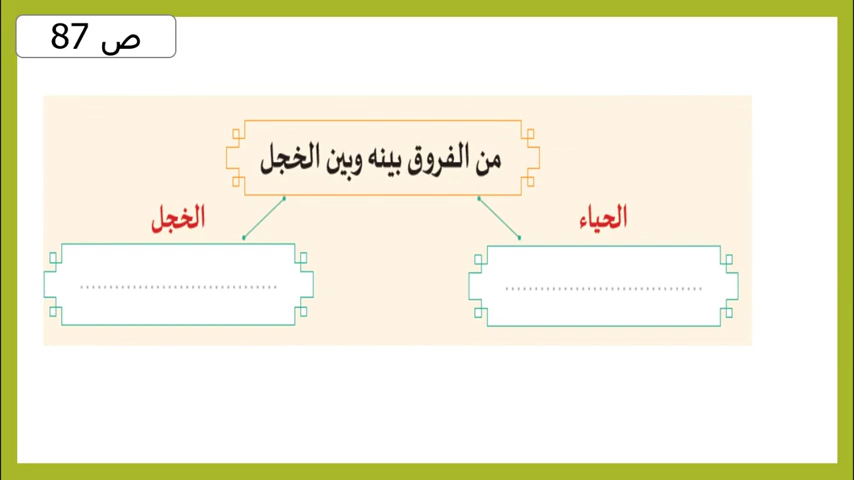 ص 87
من الفروق بينه وبين الخجل
الحياء
الخجل
..................................
..................................